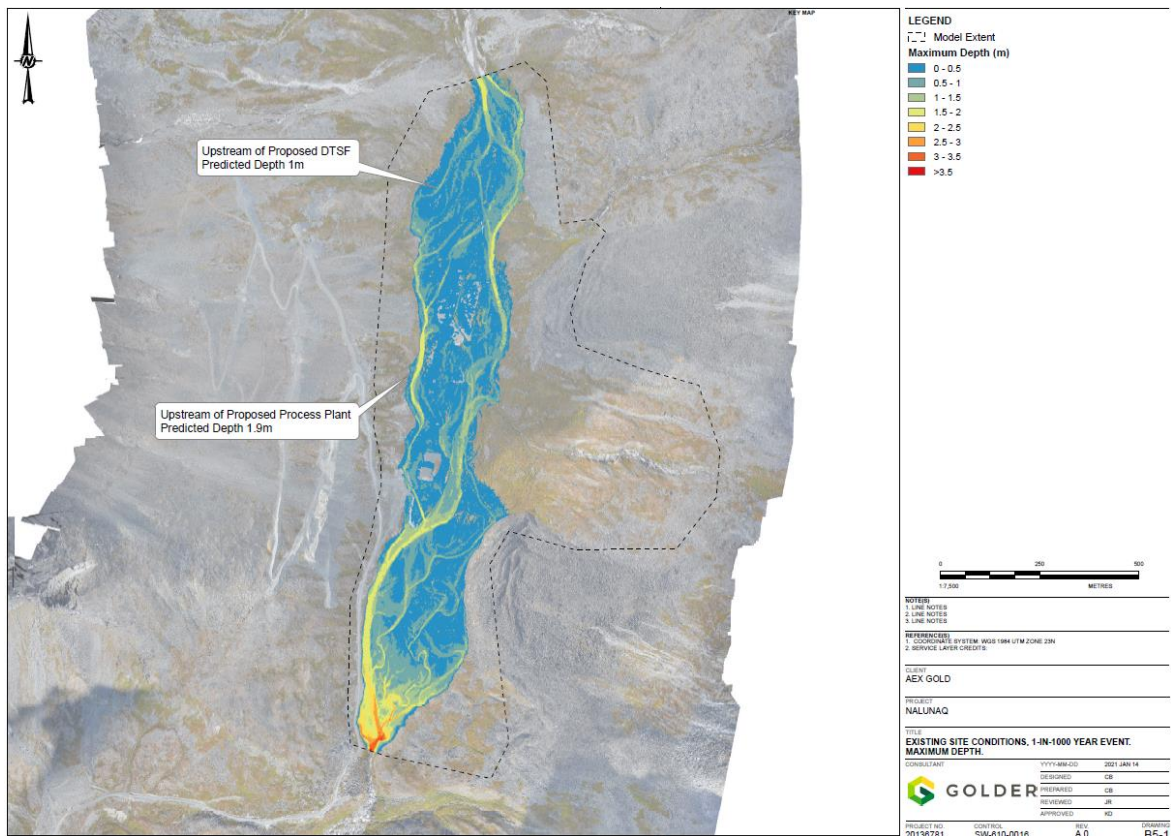 KEY MAP
N
Upstream of Proposed DTSF
Predicted Depth 1m
Upstream of Proposed Process Plant
Predicted Depth 1.9m
LEGEND
Model Extent
Maximum Depth (m)
0 - 0.5
0.5 - 1
1 - 1.5
1.5 - 2
2 - 2.5
2.5 - 3
3 - 3.5
>3.5
0 250 500
1:7,500 METRES
NOTE(S)
1. LINE NOTES
2. LINE NOTES
3. LINE NOTES
REFERENCE(S)
1. COORDINATE SYSTEM: WGS 1984 UTM ZONE 23N
2. SERVICE LAYER CREDITS:
CLIENT
AEX GOLD
PROJECT
NALUNAQ
TITLE
EXISTING SITE CONDITIONS, 1-IN-1000 YEAR EVENT.
MAXIMUM DEPTH.
CONSULTANT
GOLDER
YYYY-MM-DD 2021 JAN 14
DESIGNED CB
PREPARED CB
REVIEWED JR
APPROVED KD
PROJECT NO. CONTROL REV. DRAWING
20136781 SW-610-0016 A.0